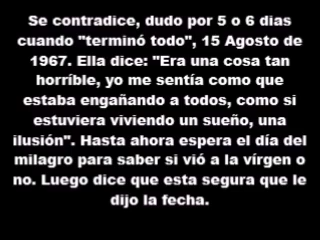 Se contradice, dudo por 5 o 6 dias
cuando "terminó todo", 15 Agosto de
1967. Ella dice: "Era una cosa tan
horríble, yo me sentía como que
estaba engañando a todos, como si
estuviera viviendo un sueño, una
ilusión". Hasta ahora espera el día del
milagro para saber si vió a la vírgen o
no. Luego dice que esta segura que le
dijo la fecha.